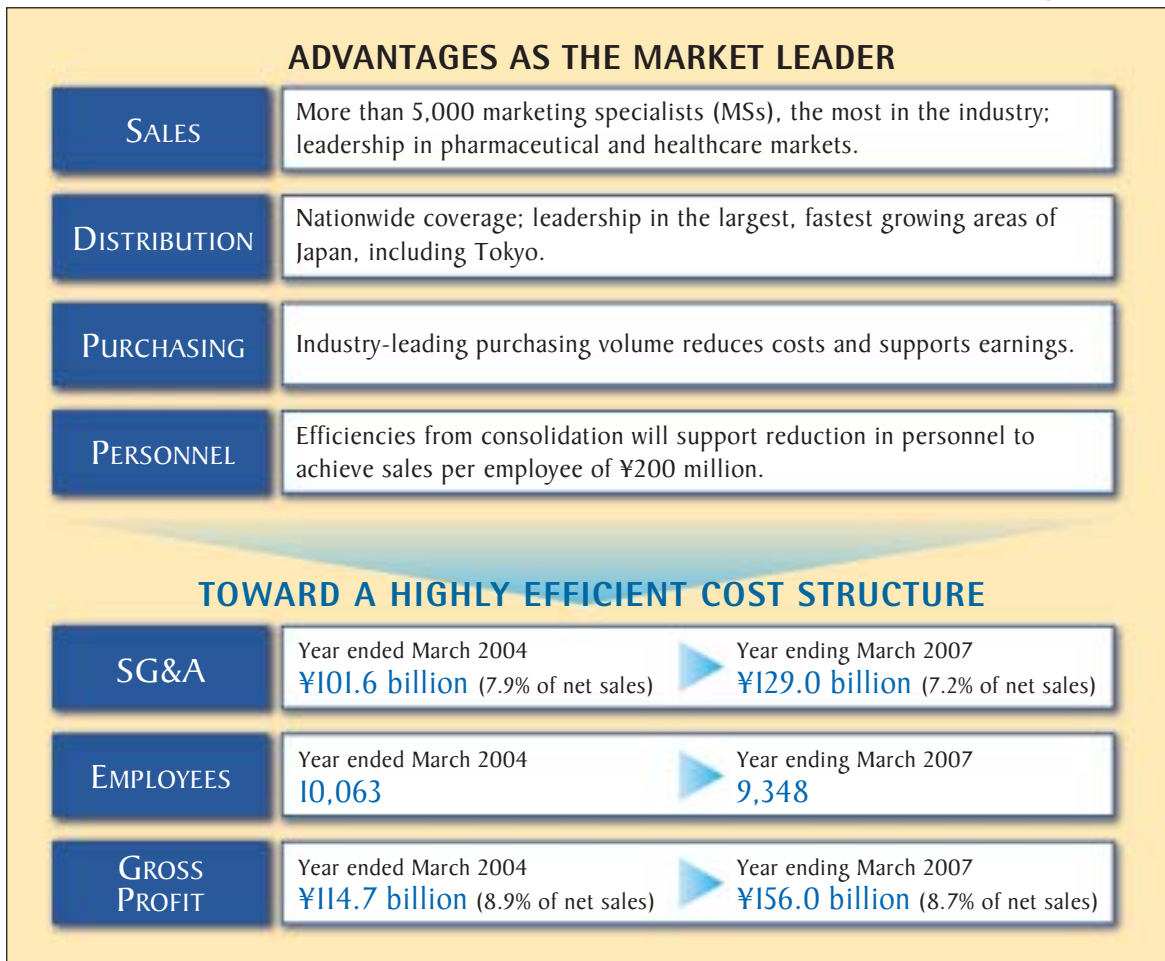 ADVANTAGES AS THE MARKET LEADER
SALES
More than 5,000 marketing specialists (MSs), the most in the industry;
leadership in pharmaceutical and healthcare markets.
DISTRIBUTION
Nationwide coverage; leadership in the largest, fastest growing areas of
Japan, including Tokyo.
PURCHASING
Industry-leading purchasing volume reduces costs and supports earnings.
PERSONNEL
Efficiencies from consolidation will support reduction in personnel to
achieve sales per employee of ¥200 million.
TOWARD A HIGHLY EFFICIENT COST STRUCTURE
SG&A
Year ended March 2004
¥101.6 billion (7.9% of net sales)
Year ending March 2007
¥129.0 billion (7.2% of net sales)
EMPLOYEES
Year ended March 2004
10,063
Year ending March 2007
9,348
GROSS
PROFIT
Year ended March 2004
¥114.7 billion (8.9% of net sales)
Year ending March 2007
¥156.0 billion (8.7% of net sales)